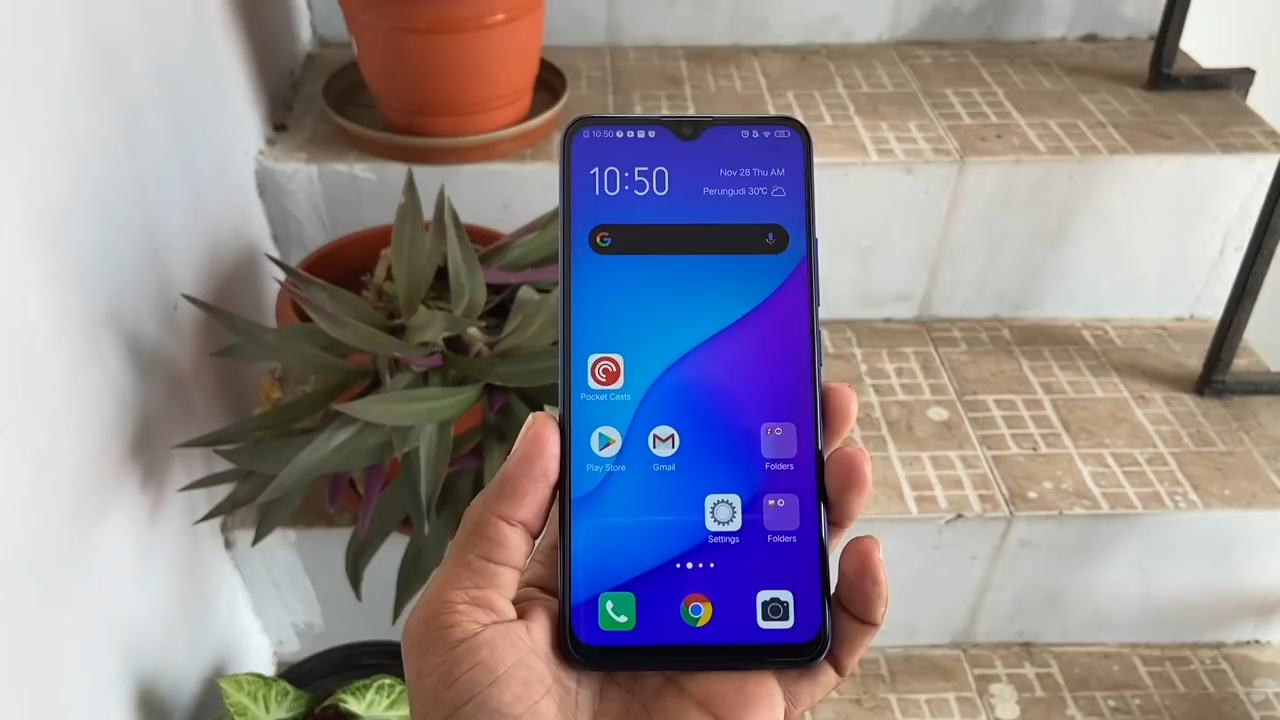 10:50
10:50
Nov 28 Thu AM
Perungudi 30℃
Pocket Casts
Play Store
Gmail
Folders
Settings
Folders